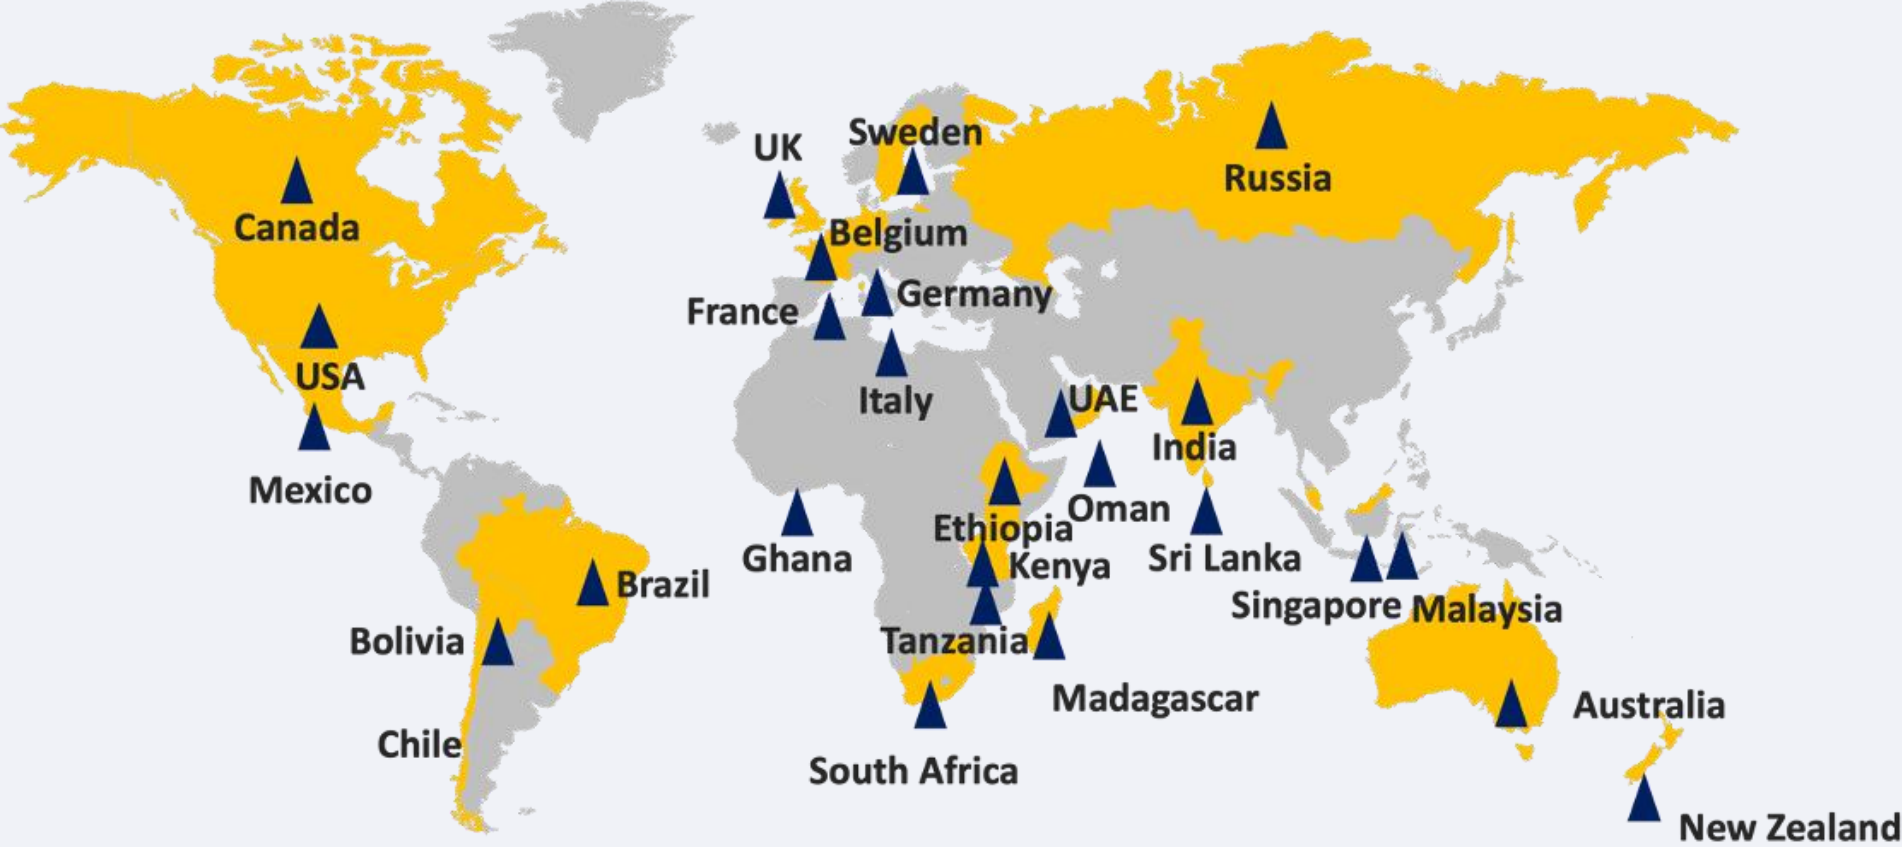 Sweden
UK
Russia
Canada
Belgium
Germany
France
USA
Italy
UAE
India
Mexico
Oman
Ethiopia
Ghana
Sri Lanka
Kenya
Brazil
Singapore
Malaysia
Bolivia
Tanzania
Madagascar
Australia
Chile
South Africa
New Zealand